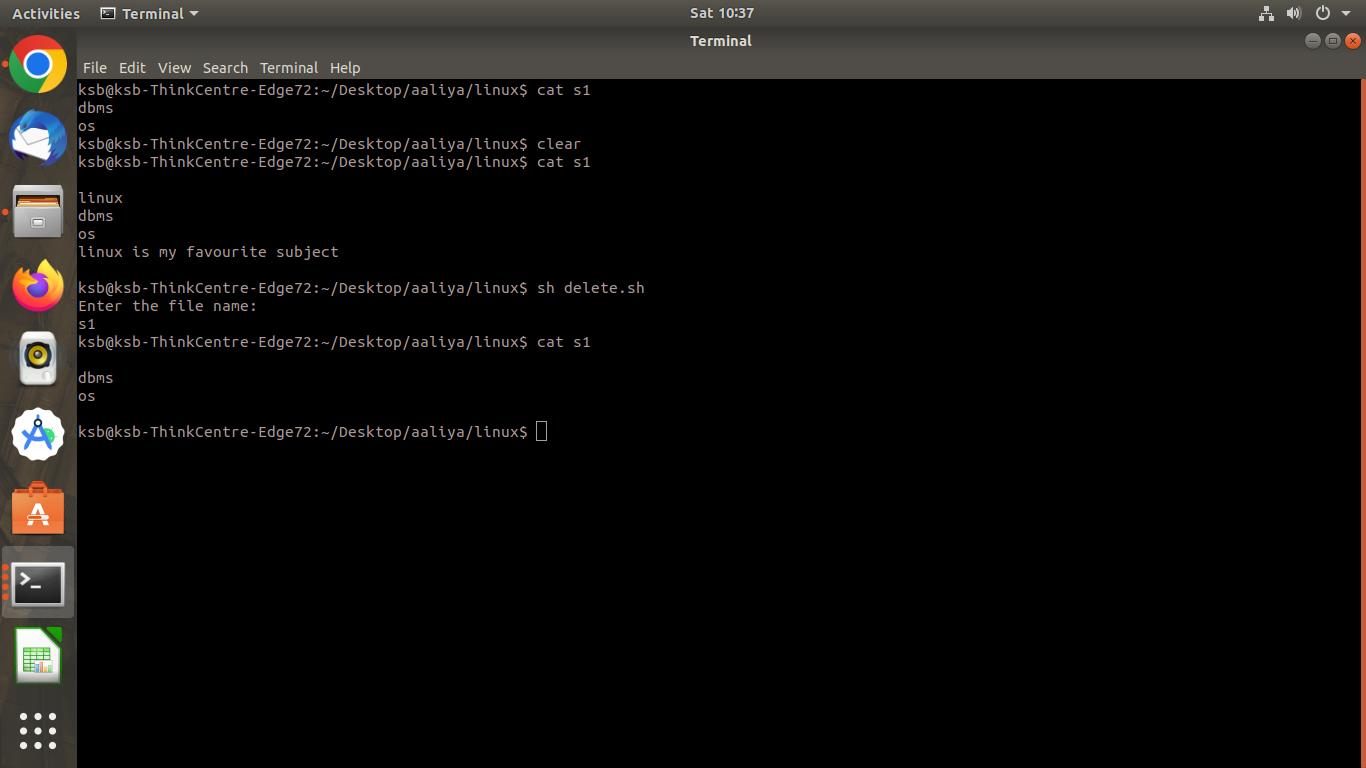 Activities Terminal Sat 10:37
Terminal
File Edit View Search Terminal Help
ksb@ksb-ThinkCentre-Edge72:~/Desktop/aaliya/linux$ cat s1
dbms
os
ksb@ksb-ThinkCentre-Edge72:~/Desktop/aaliya/linux$ clear
ksb@ksb-ThinkCentre-Edge72:~/Desktop/aaliya/linux$ cat s1
linux
dbms
os
linux is my favourite subject
ksb@ksb-ThinkCentre-Edge72:~/Desktop/aaliya/linux$ sh delete.sh
Enter the file name:
s1
ksb@ksb-ThinkCentre-Edge72:~/Desktop/aaliya/linux$ cat s1
dbms
os
ksb@ksb-ThinkCentre-Edge72:~/Desktop/aaliya/linux$